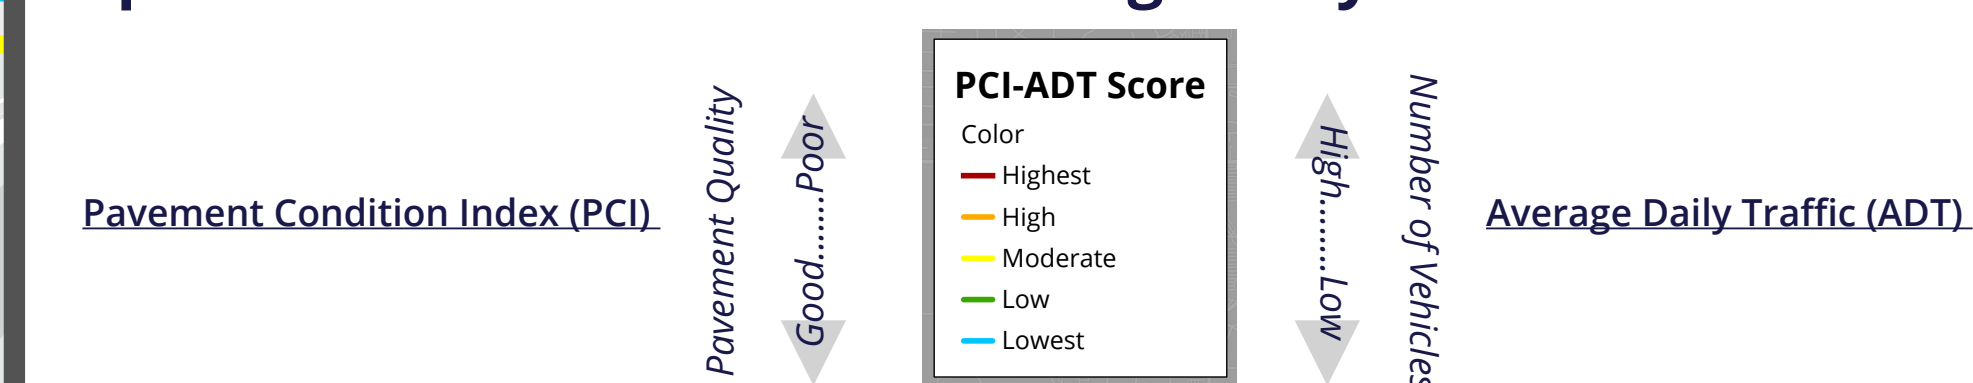 Pavement Condition Index (PCI)
Pavement Quality
Good.......Poor
PCI-ADT Score
Color
Highest
High
Moderate
Low
Lowest
High........Low
Number of Vehicles
Average Daily Traffic (ADT)